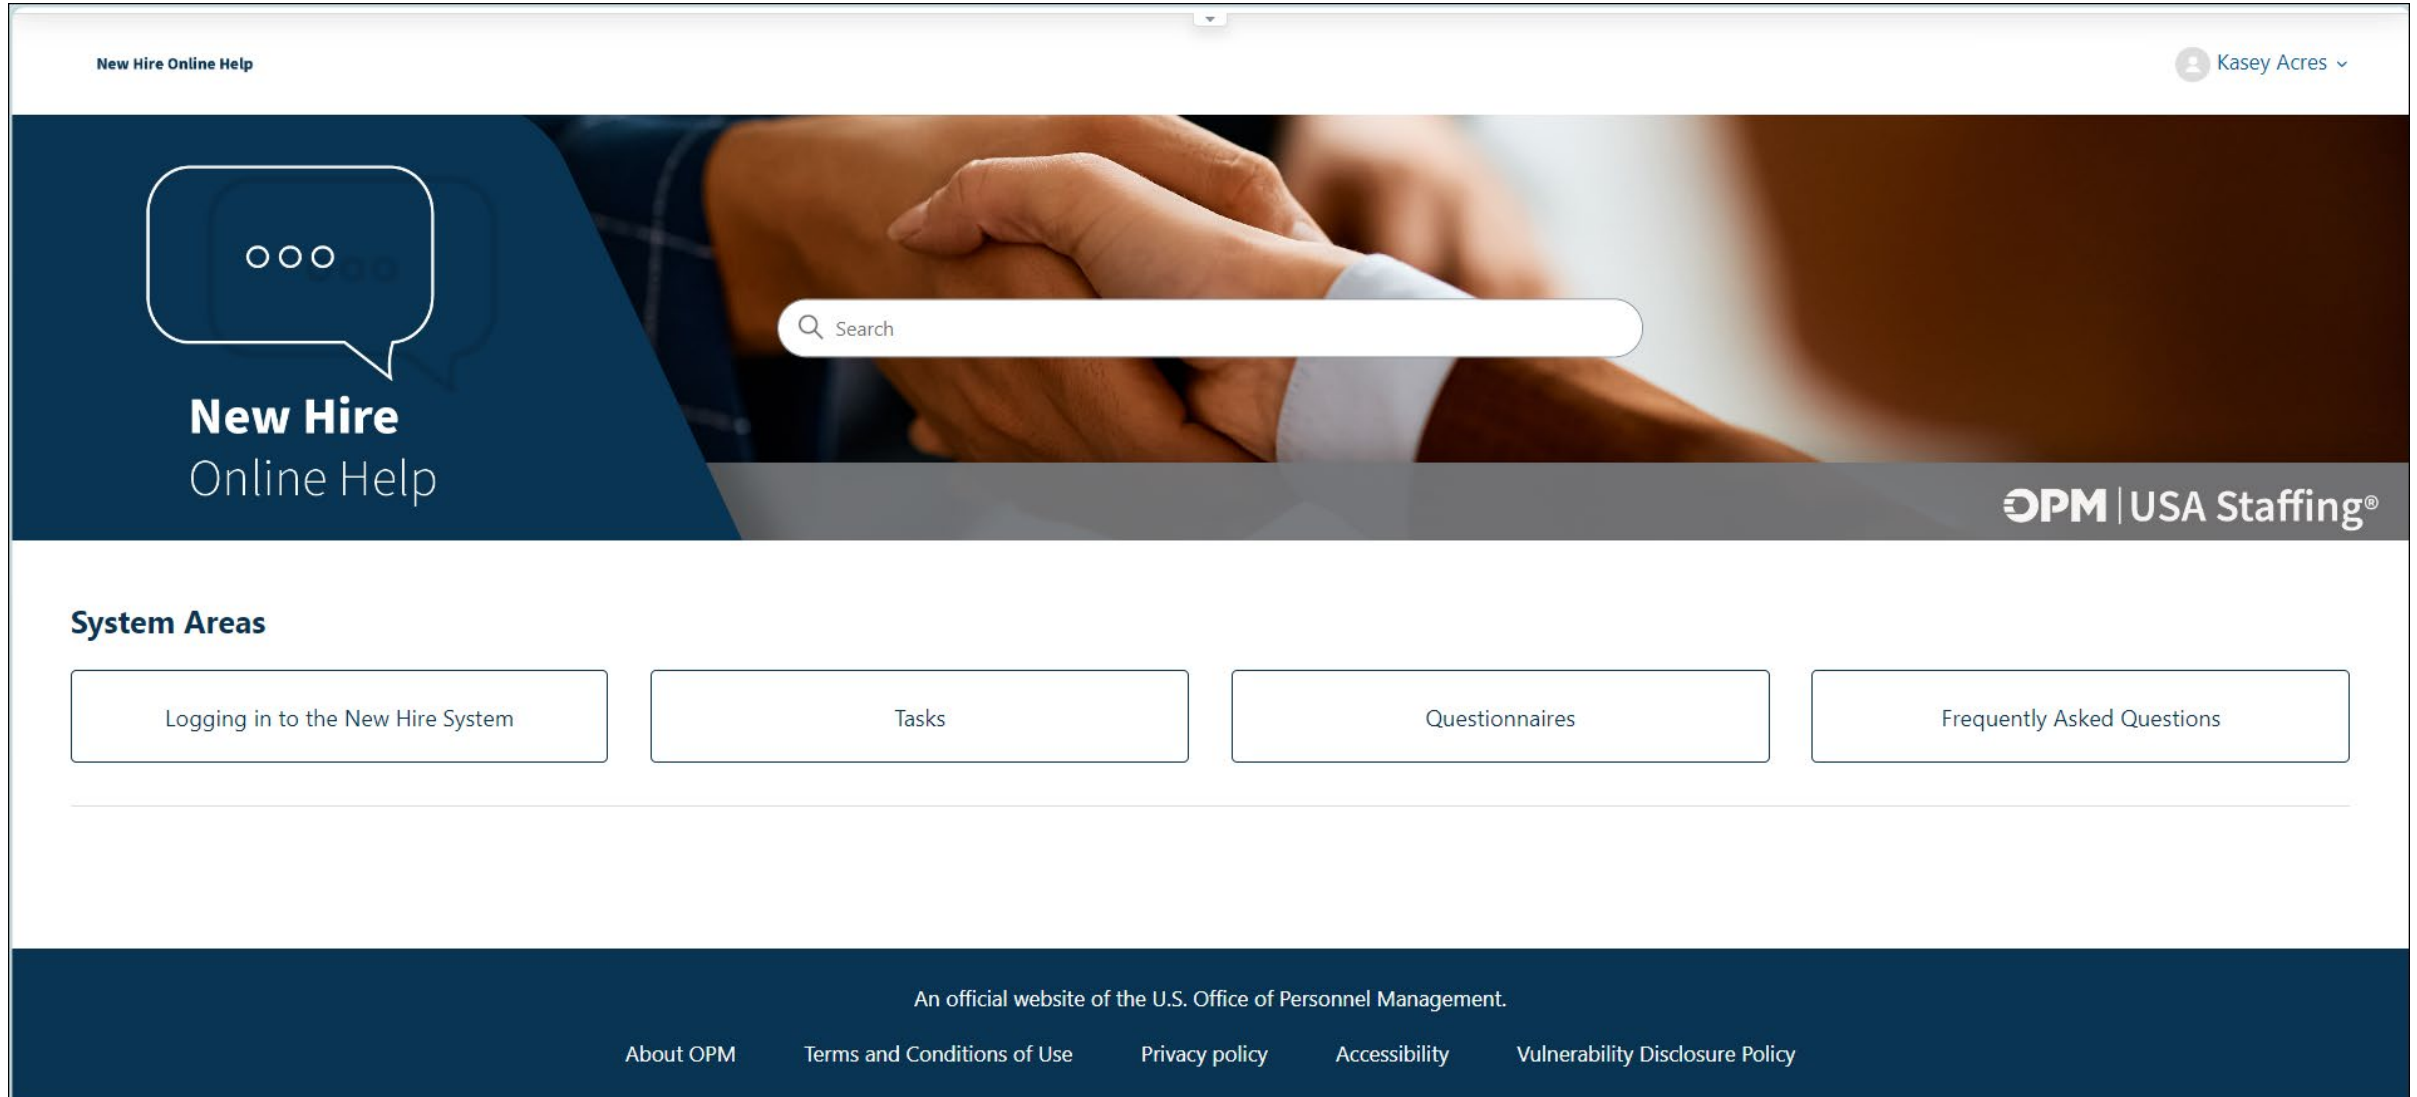 New Hire Online Help
Kasey Acres
Search
New Hire
Online Help
OPM | USA Staffing®
System Areas
Logging in to the New Hire System
Tasks
Questionnaires
Frequently Asked Questions
An official website of the U.S. Office of Personnel Management.
About OPM Terms and Conditions of Use Privacy policy Accessibility Vulnerability Disclosure Policy